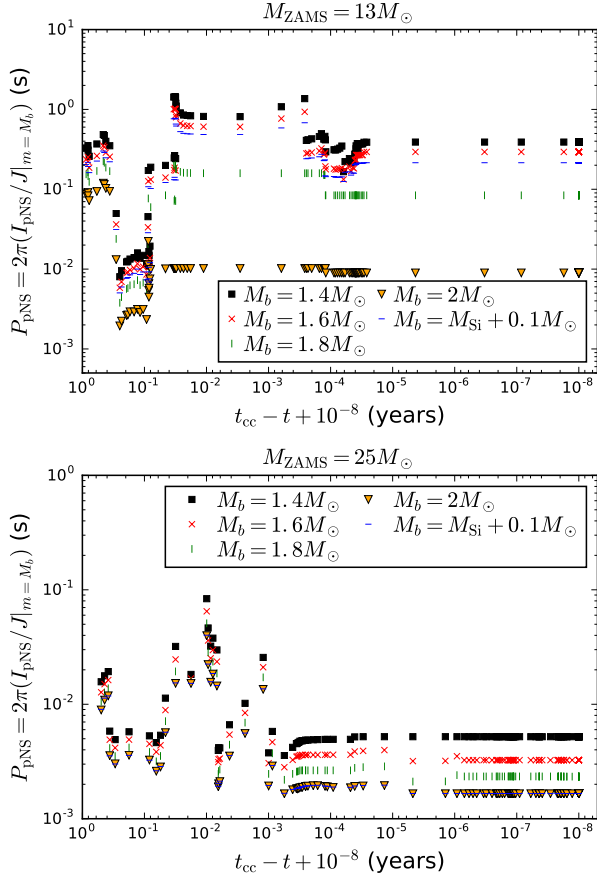 M_ZAMS = 13M_⊙
P_pNS = 2π(I_pNS/J|_{m=M_b}) (s)
10^1
10^0
10^-1
10^-2
10^-3
M_b = 1.4M_⊙ M_b = 2M_⊙
M_b = 1.6M_⊙ M_b = M_Si + 0.1M_⊙
M_b = 1.8M_⊙
10^0 10^-1 10^-2 10^-3 10^-4 10^-5 10^-6 10^-7 10^-8
t_cc − t + 10^-8 (years)
M_ZAMS = 25M_⊙
P_pNS = 2π(I_pNS/J|_{m=M_b}) (s)
10^0
M_b = 1.4M_⊙ M_b = 2M_⊙
M_b = 1.6M_⊙ M_b = M_Si + 0.1M_⊙
M_b = 1.8M_⊙
10^-1
10^-2
10^-3
10^0 10^-1 10^-2 10^-3 10^-4 10^-5 10^-6 10^-7 10^-8
t_cc − t + 10^-8 (years)